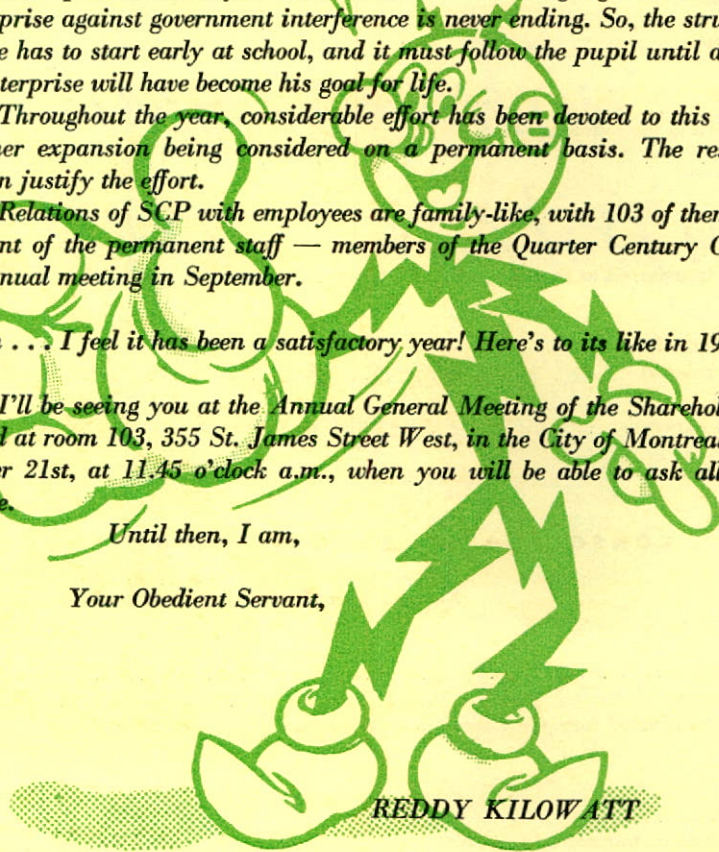 prise against government interference is never ending. So, the stru
e has to start early at school, and it must follow the pupil until a
terprise will have become his goal for life.
Throughout the year, considerable effort has been devoted to this
er expansion being considered on a permanent basis. The re
n justify the effort.
Relations of SCP with employees are family-like, with 103 of them
nt of the permanent staff — members of the Quarter Century C
nual meeting in September.
. . . I feel it has been a satisfactory year! Here's to its like in 19
I'll be seeing you at the Annual General Meeting of the Sharehol
d at room 103, 355 St. James Street West, in the City of Montreal
er 21st, at 11.45 o'clock a.m., when you will be able to ask all
e.
Until then, I am,
Your Obedient Servant,
REDDY KILOWATT